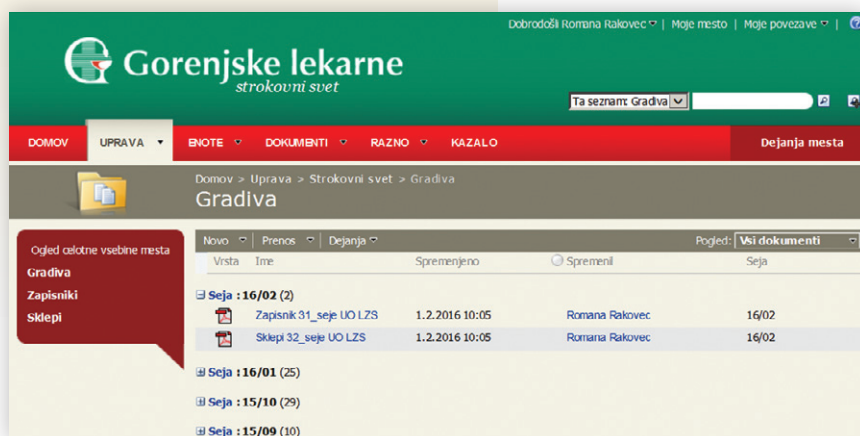 Dobrodošli Romana Rakovec | Moje mesto | Moje povezave |
Gorenjske lekarne
strokovni svet
Ta seznam: Gradiva
DOMOV UPRAVA ENOTE DOKUMENTI RAZNO KAZALO Dejanja mesta
Domov > Uprava > Strokovni svet > Gradiva
Gradiva
Ogled celotne vsebine mesta
Gradiva
Zapisniki
Sklepi
Novo | Prenos | Dejanja Pogled: Vsi dokumenti
Vrsta Ime Spremenjeno Spremenil Seja
Seja : 16/02 (2)
Zapisnik 31_seje UO LZS 1.2.2016 10:05 Romana Rakovec 16/02
Sklepi 32_seje UO LZS 1.2.2016 10:05 Romana Rakovec 16/02
Seja : 16/01 (25)
Seja : 15/10 (29)
Seja : 15/09 (10)